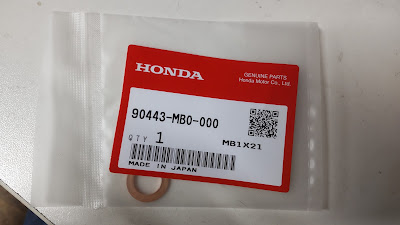 HONDA
GENUINE PARTS
Honda Motor Co., Ltd.
90443-MB0-000
QTY 1
MB1X21
MADE IN JAPAN